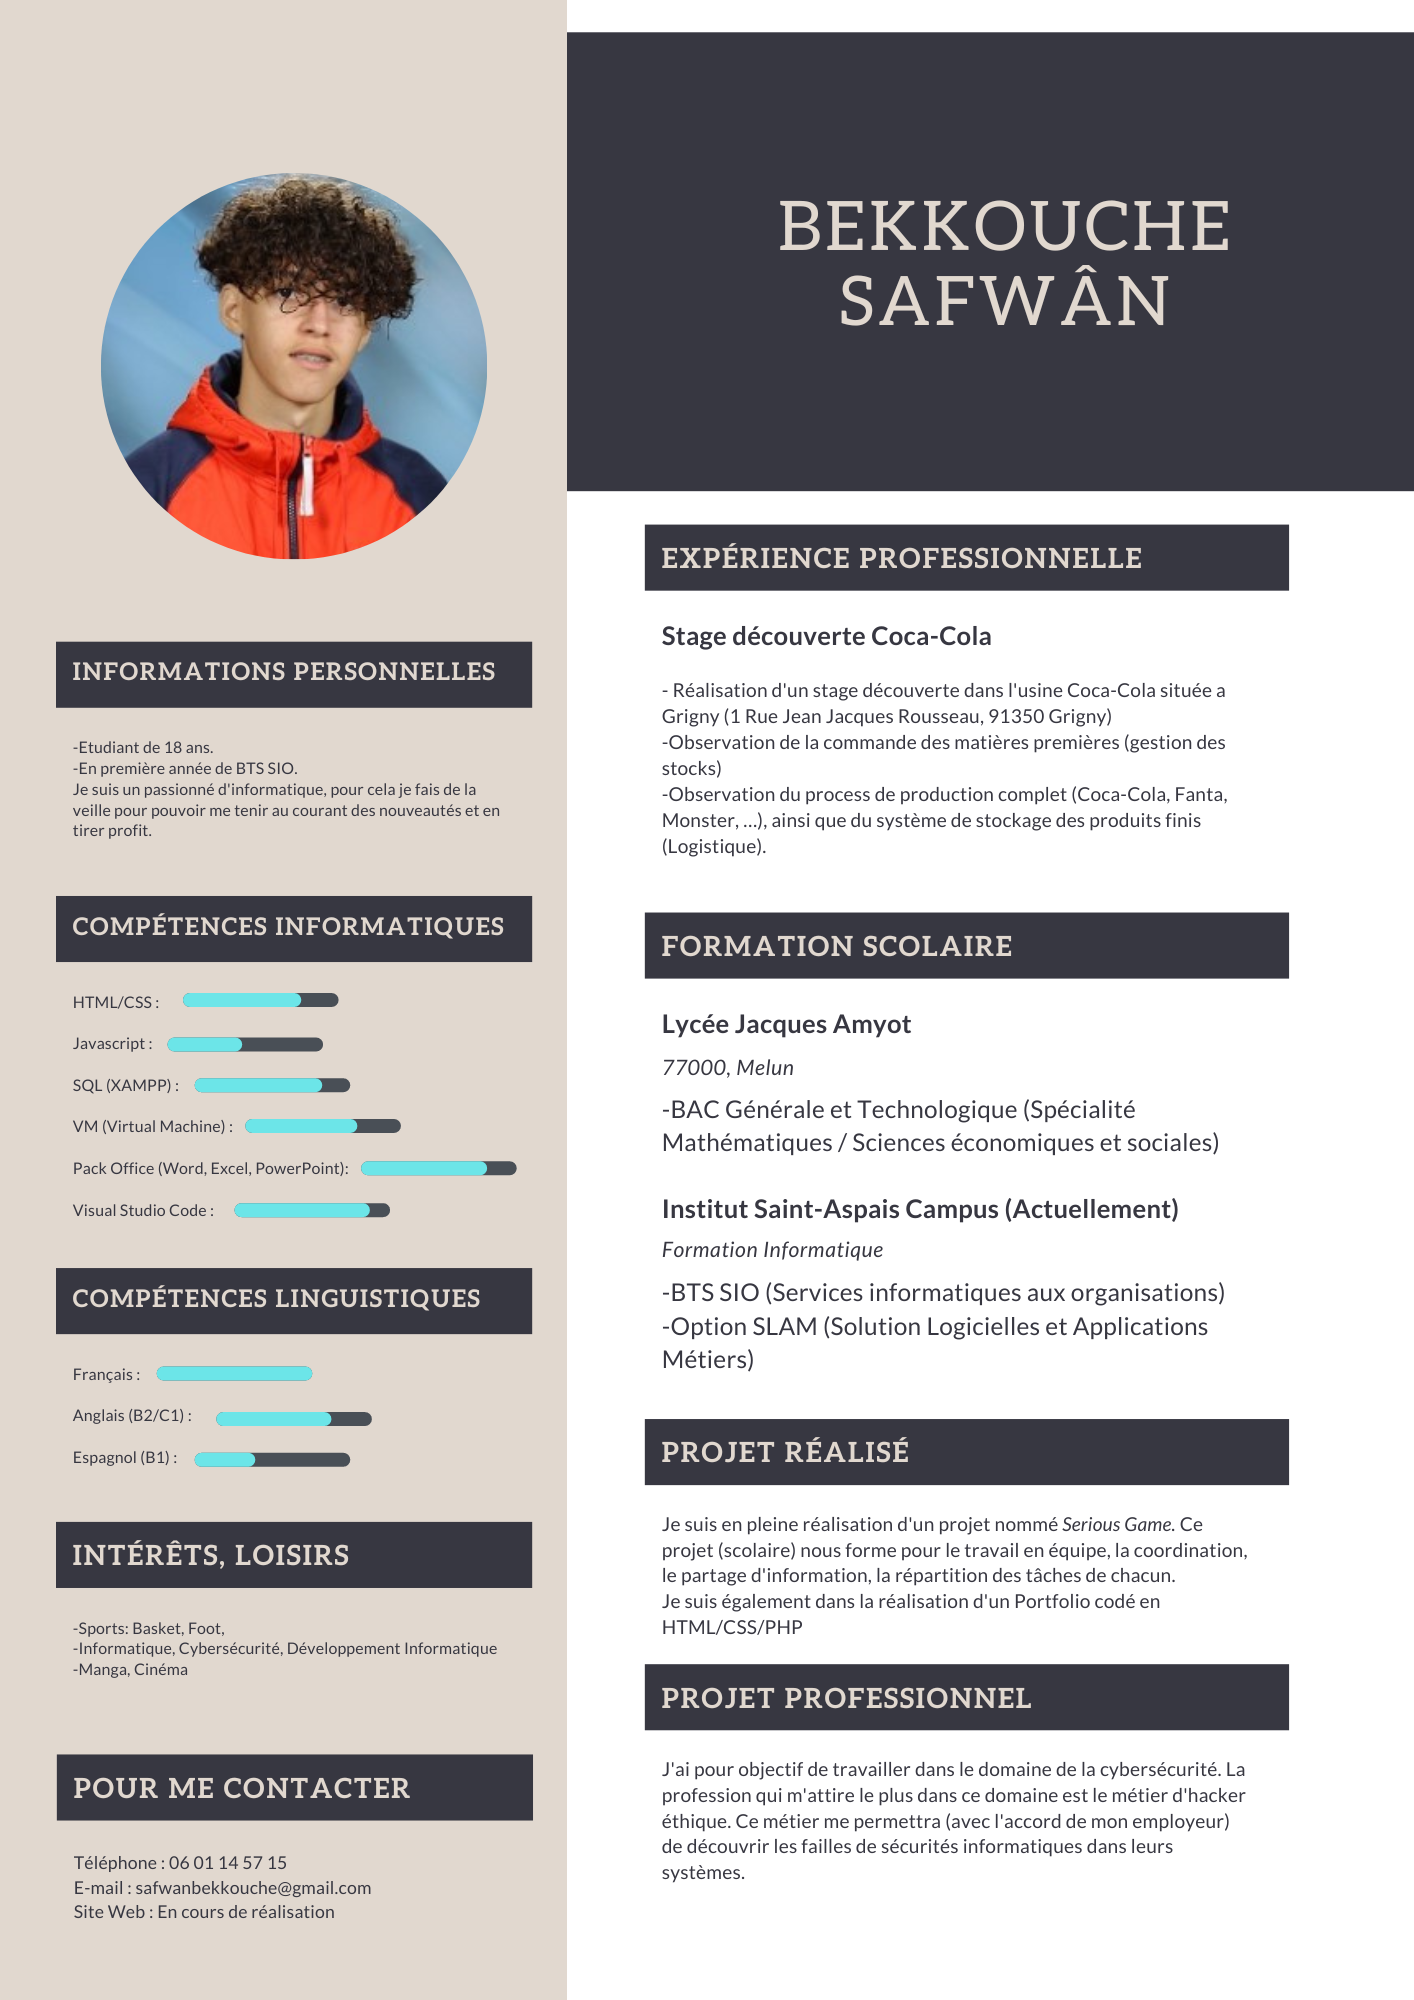 BEKKOUCHE
SAFWÂN
INFORMATIONS PERSONNELLES
-Etudiant de 18 ans.
-En première année de BTS SIO.
Je suis un passionné d'informatique, pour cela je fais de la
veille pour pouvoir me tenir au courant des nouveautés et en
tirer profit.
COMPÉTENCES INFORMATIQUES
HTML/CSS :
Javascript :
SQL (XAMPP) :
VM (Virtual Machine) :
Pack Office (Word, Excel, PowerPoint):
Visual Studio Code :
COMPÉTENCES LINGUISTIQUES
Français :
Anglais (B2/C1) :
Espagnol (B1) :
INTÉRÊTS, LOISIRS
-Sports: Basket, Foot,
-Informatique, Cybersécurité, Développement Informatique
-Manga, Cinéma
POUR ME CONTACTER
Téléphone : 06 01 14 57 15
E-mail : safwanbekkouche@gmail.com
Site Web : En cours de réalisation
EXPÉRIENCE PROFESSIONNELLE
Stage découverte Coca-Cola
- Réalisation d'un stage découverte dans l'usine Coca-Cola située a
Grigny (1 Rue Jean Jacques Rousseau, 91350 Grigny)
-Observation de la commande des matières premières (gestion des
stocks)
-Observation du process de production complet (Coca-Cola, Fanta,
Monster, ...), ainsi que du système de stockage des produits finis
(Logistique).
FORMATION SCOLAIRE
Lycée Jacques Amyot
77000, Melun
-BAC Générale et Technologique (Spécialité
Mathématiques / Sciences économiques et sociales)
Institut Saint-Aspais Campus (Actuellement)
Formation Informatique
-BTS SIO (Services informatiques aux organisations)
-Option SLAM (Solution Logicielles et Applications
Métiers)
PROJET RÉALISÉ
Je suis en pleine réalisation d'un projet nommé Serious Game. Ce
projet (scolaire) nous forme pour le travail en équipe, la coordination,
le partage d'information, la répartition des tâches de chacun.
Je suis également dans la réalisation d'un Portfolio codé en
HTML/CSS/PHP
PROJET PROFESSIONNEL
J'ai pour objectif de travailler dans le domaine de la cybersécurité. La
profession qui m'attire le plus dans ce domaine est le métier d'hacker
éthique. Ce métier me permettra (avec l'accord de mon employeur)
de découvrir les failles de sécurités informatiques dans leurs
systèmes.